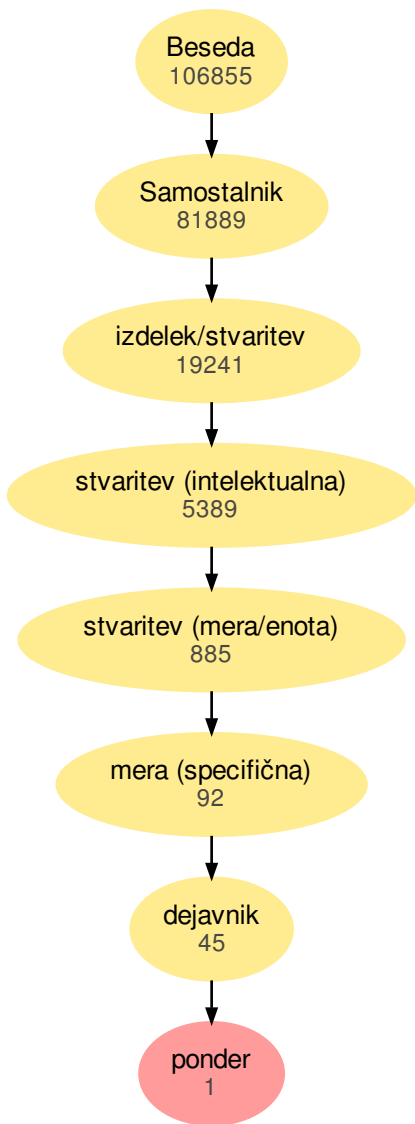 Beseda
106855
Samostalnik
81889
izdelek/stvaritev
19241
stvaritev (intelektualna)
5389
stvaritev (mera/enota)
885
mera (specifična)
92
dejavnik
45
ponder
1